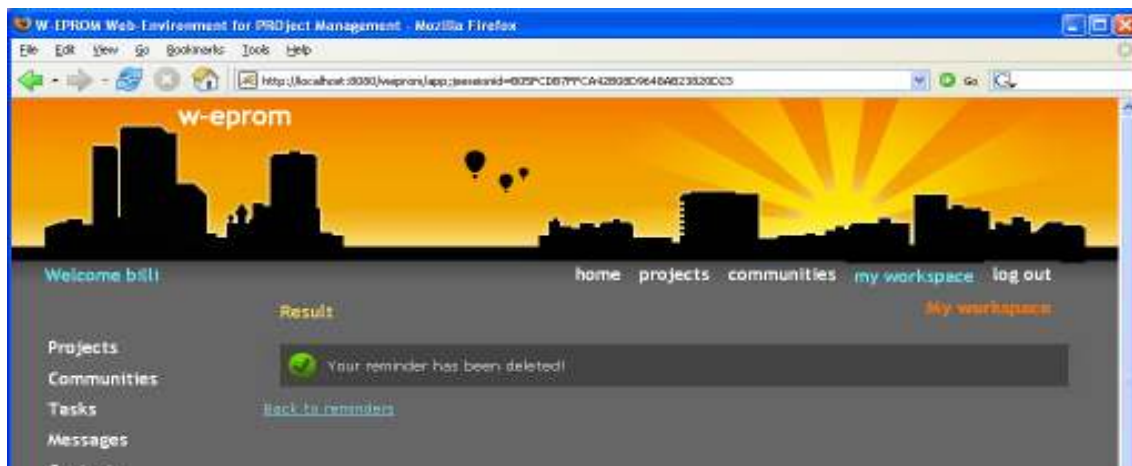 W-EPROM Web-Environment for PROject Management - Mozilla Firefox
File Edit View Go Bookmarks Tools Help
Go
w-eprom
Welcome billi
home projects communities my workspace log out
Result
My workspace
Projects
Your reminder has been deleted!
Communities
Tasks
Back to reminders
Messages